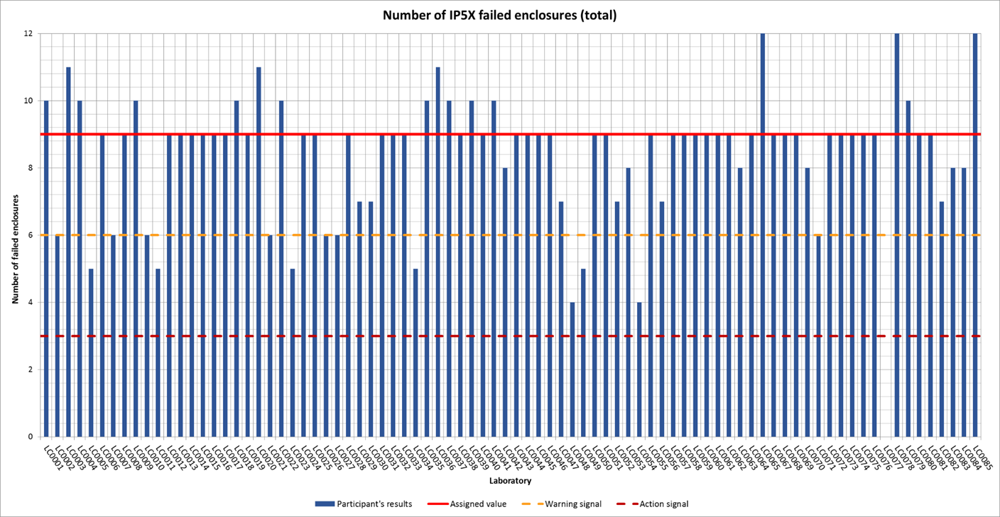 Number of IP5X failed enclosures (total)
12
10
8
6
4
2
0
Number of failed enclosures
LC0001
LC0002
LC0003
LC0004
LC0005
LC0006
LC0007
LC0008
LC0009
LC0010
LC0011
LC0012
LC0013
LC0014
LC0015
LC0016
LC0017
LC0018
LC0019
LC0020
LC0021
LC0022
LC0023
LC0024
LC0025
LC0026
LC0027
LC0028
LC0029
LC0030
LC0031
LC0032
LC0033
LC0034
LC0035
LC0036
LC0037
LC0038
LC0039
LC0040
LC0041
LC0042
LC0043
LC0044
LC0045
LC0046
LC0047
LC0048
LC0049
LC0050
LC0051
LC0052
LC0053
LC0054
LC0055
LC0056
LC0057
LC0058
LC0059
LC0060
LC0061
LC0062
LC0063
LC0064
LC0065
LC0067
LC0068
LC0069
LC0070
LC0071
LC0072
LC0073
LC0074
LC0075
LC0076
LC0077
LC0078
LC0079
LC0080
LC0081
LC0082
LC0083
LC0084
LC0085
Laboratory
Participant's results Assigned value Warning signal Action signal